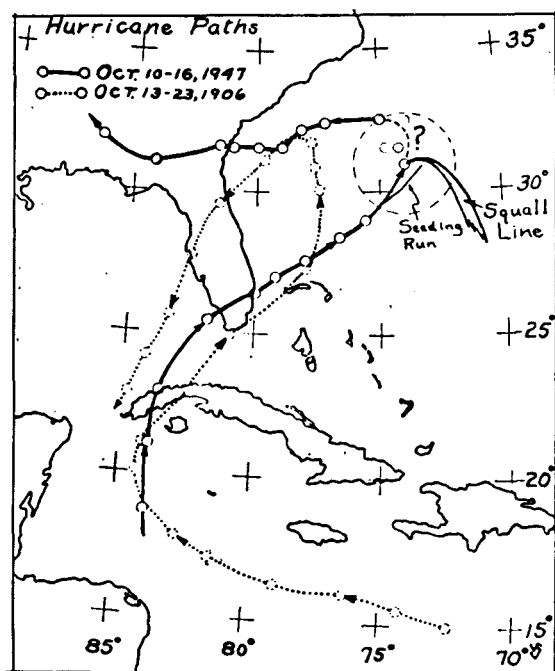 Hurricane Paths
OCT. 10-16, 1947
OCT. 13-23, 1906
35°
?
30°
Squall
Line
Seeding
Run
25°
20°
15°
85°
80°
75°
70°